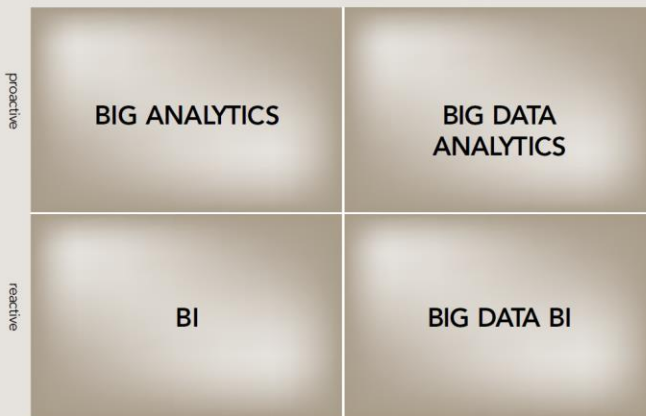 proactive
BIG ANALYTICS
BIG DATA
ANALYTICS
reactive
BI
BIG DATA BI